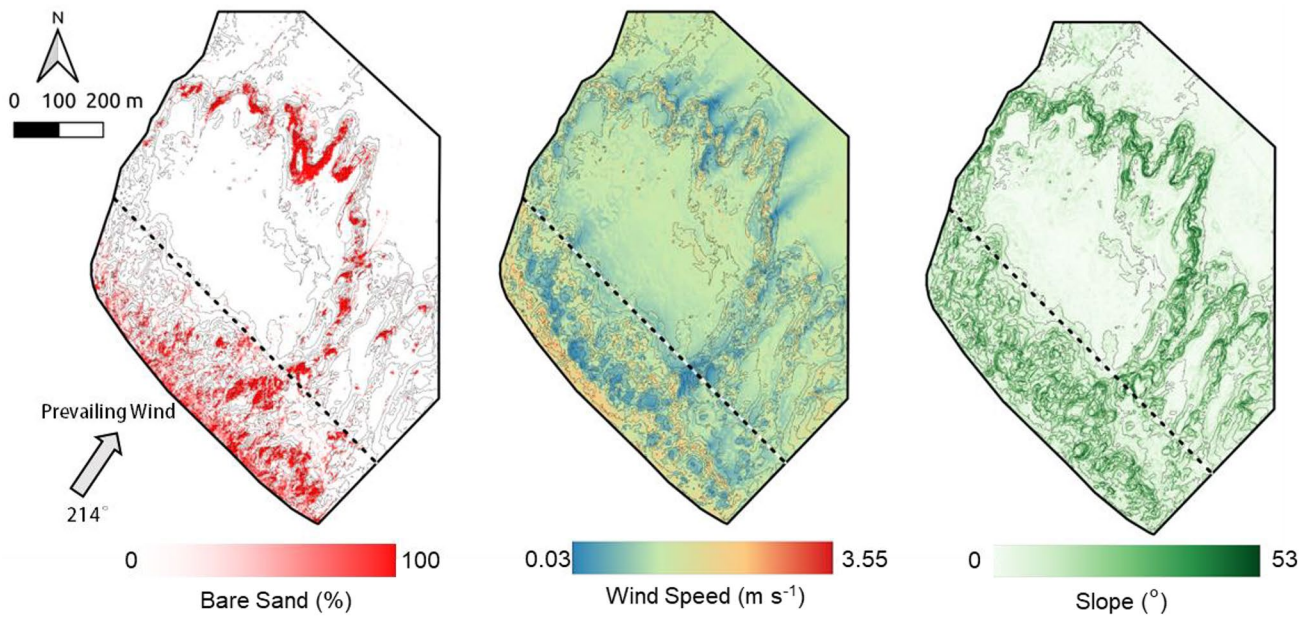 N
0 100 200 m
Prevailing Wind
214°
0 100
Bare Sand (%)
0.03 3.55
Wind Speed (m s⁻¹)
0 53
Slope (°)